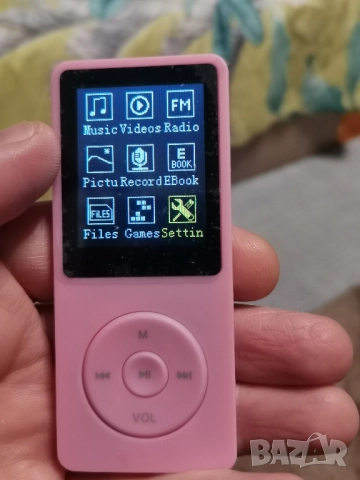 FM
Music Videos Radio
E
BOOK
Pictu Record EBook
FILES
Files Games Settin
M
VOL
BAZAR